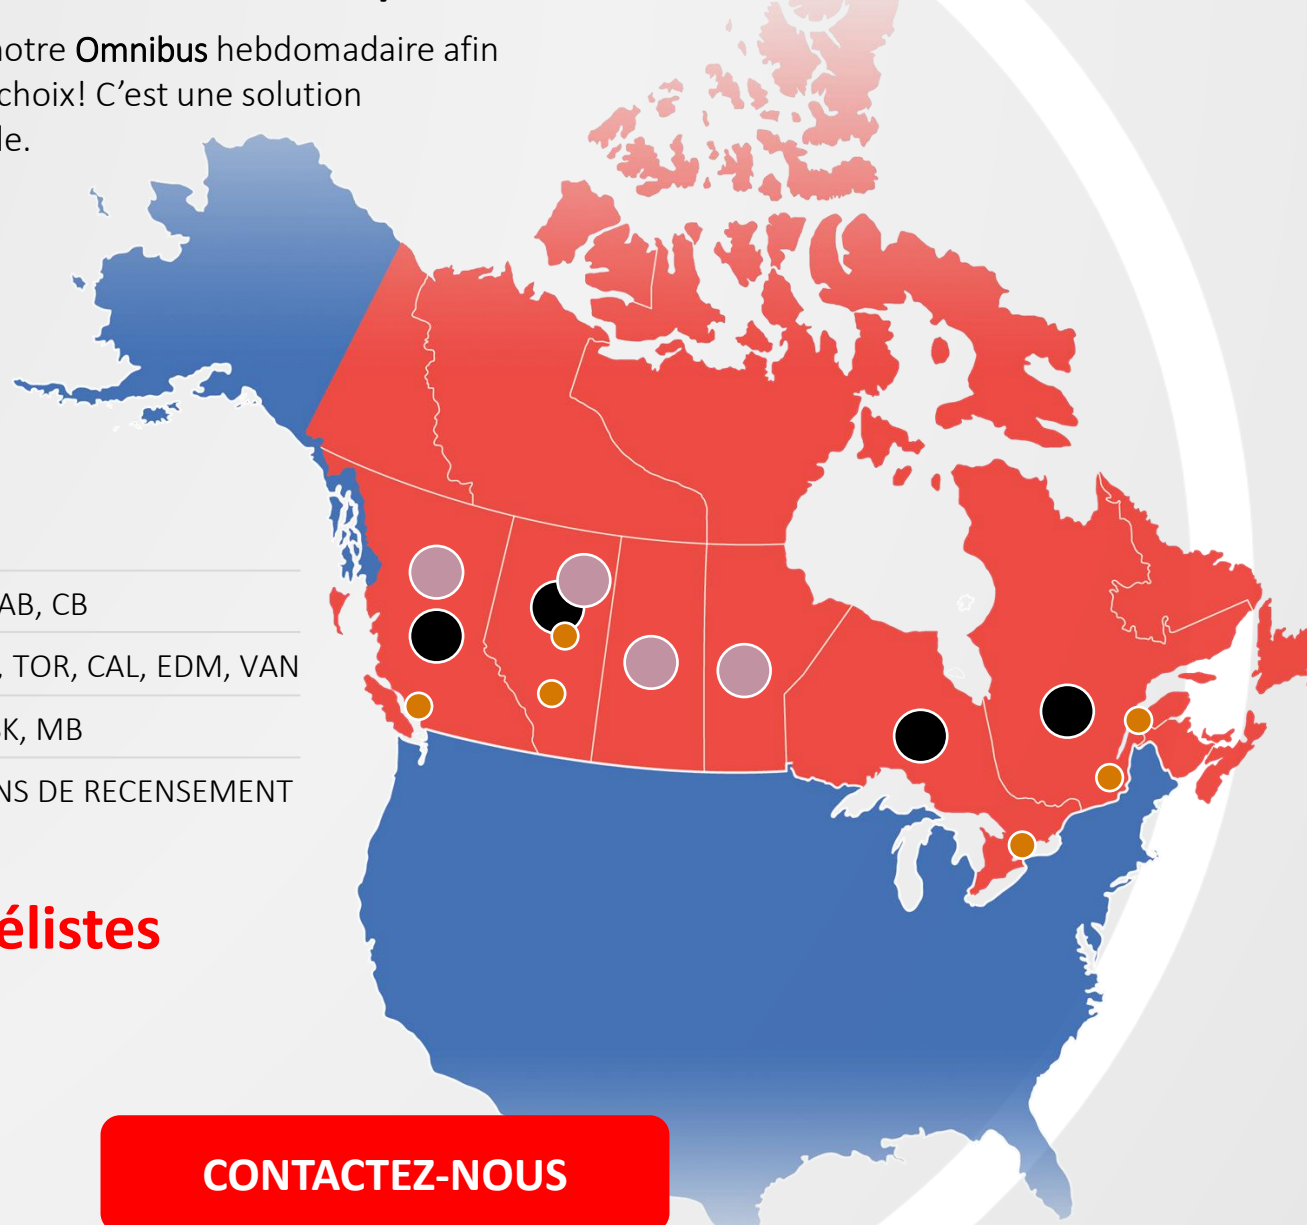 notre Omnibus hebdomadaire afin
choix! C’est une solution
le.
AB, CB
, TOR, CAL, EDM, VAN
SK, MB
NS DE RECENSEMENT
élistes
CONTACTEZ-NOUS